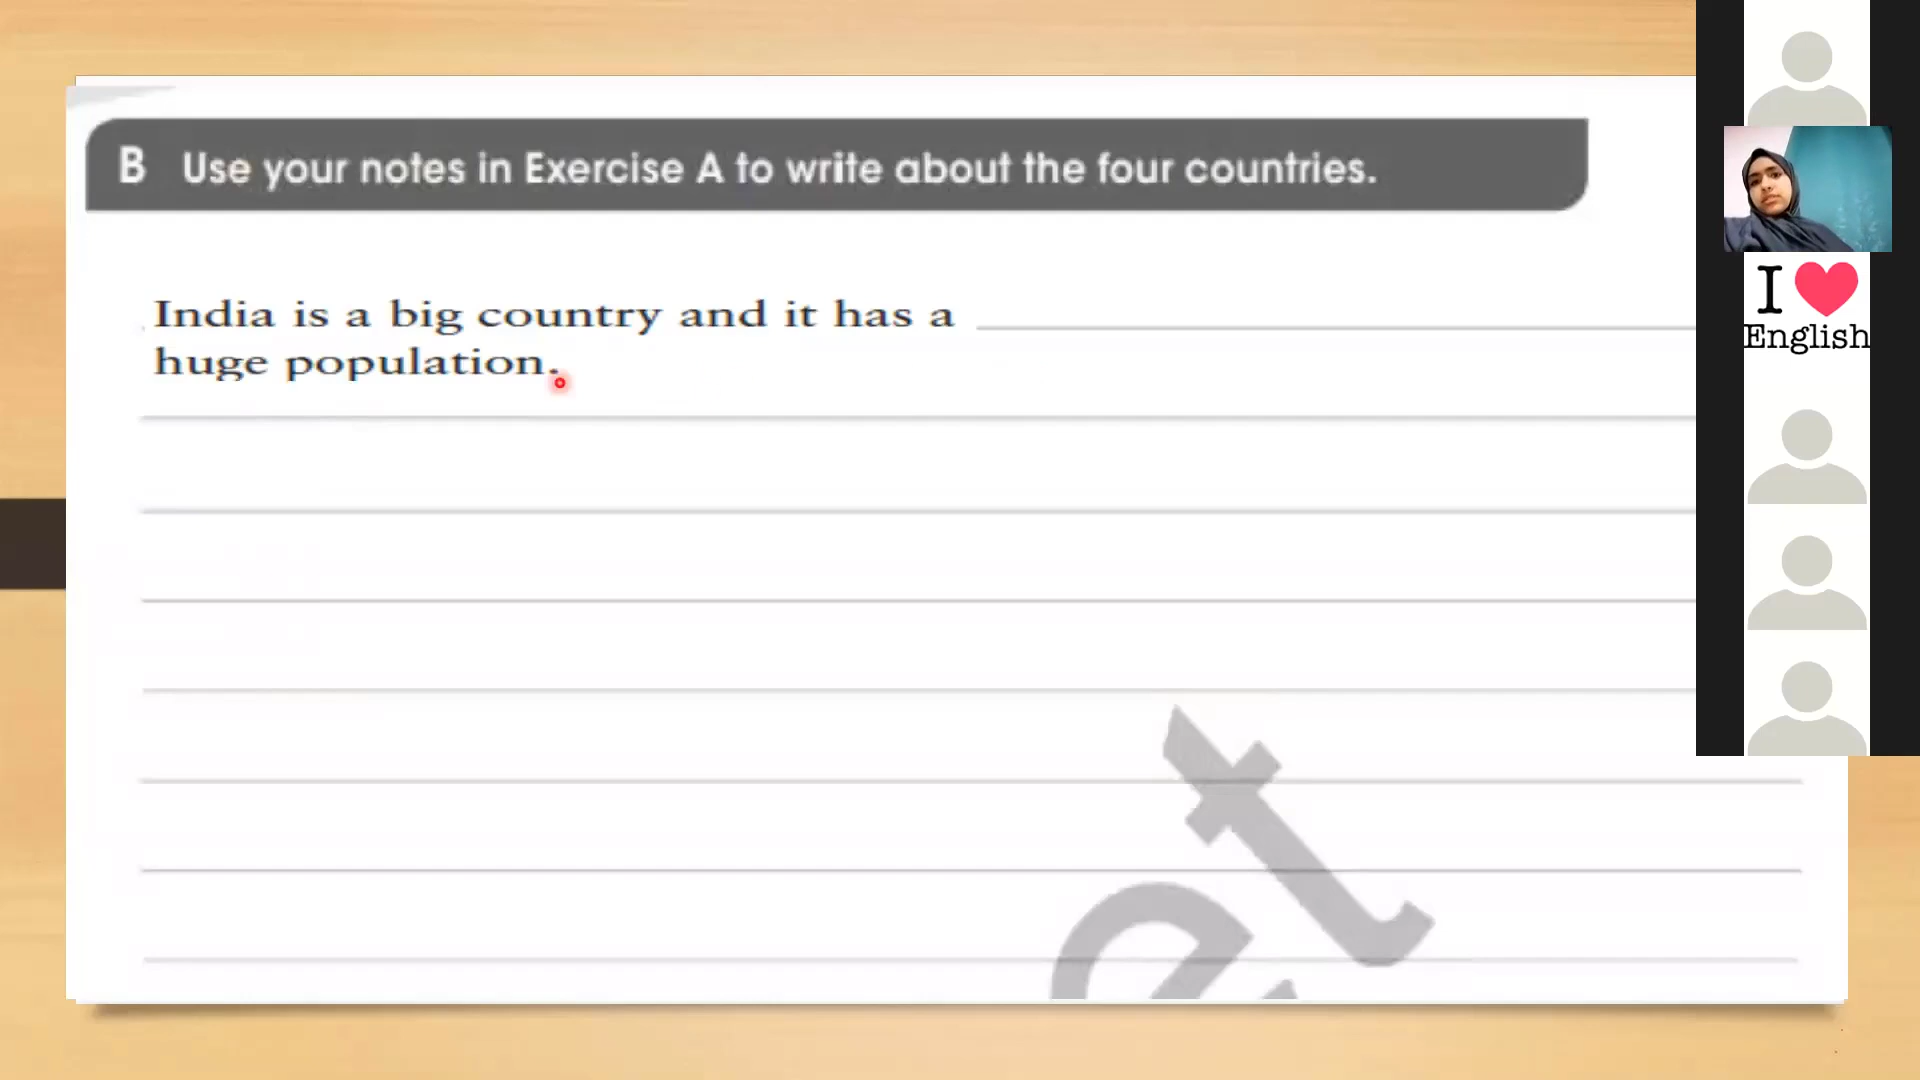 B Use your notes in Exercise A to write about the four countries.
India is a big country and it has a
huge population.
I ❤
English
et